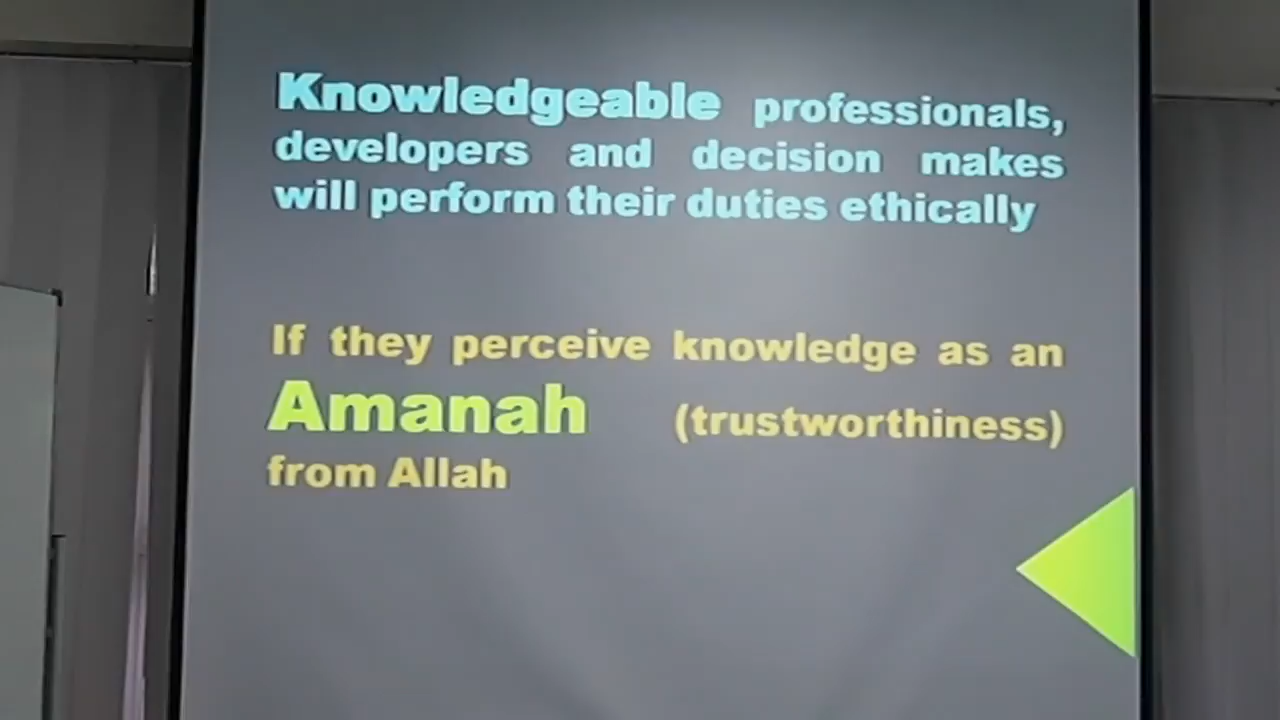 Knowledgeable professionals,
developers and decision makes
will perform their duties ethically
If they perceive knowledge as an
Amanah (trustworthiness)
from Allah